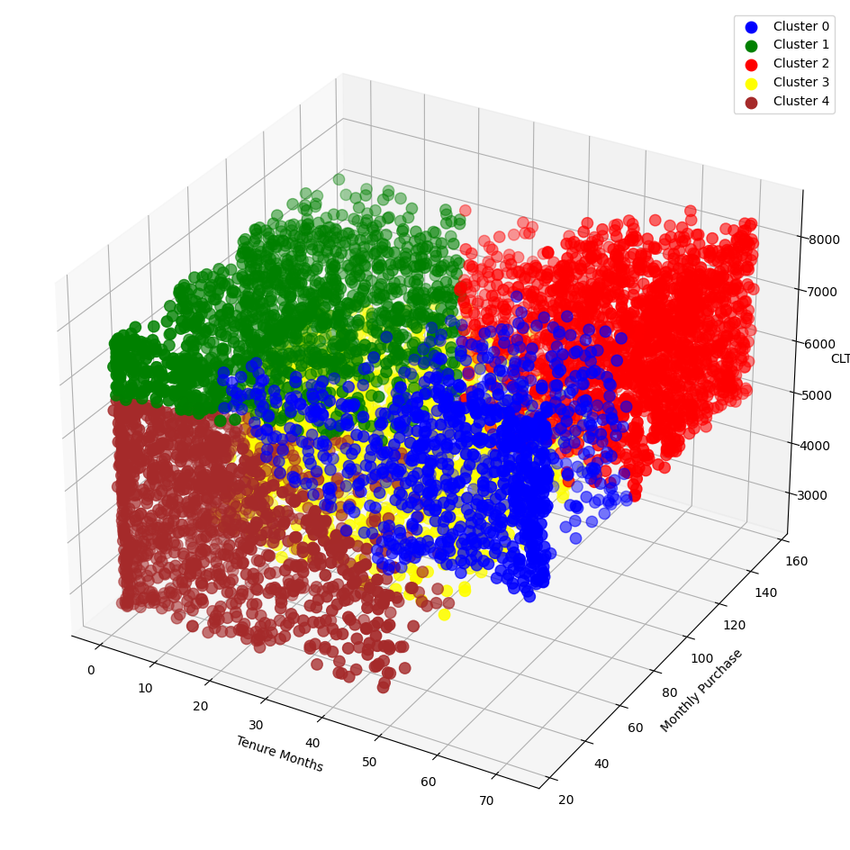 Cluster 0
Cluster 1
Cluster 2
Cluster 3
Cluster 4
8000
7000
6000
CLT
5000
4000
3000
160
140
120
100
80
60
40
20
Monthly Purchase
0
10
20
30
40
50
60
70
Tenure Months